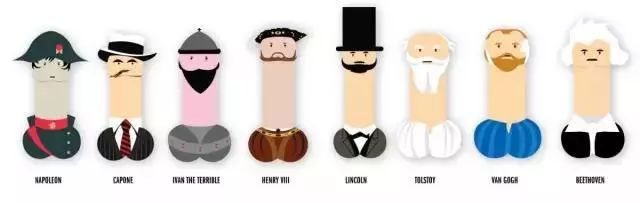 NAPOLEON
CAPONE
IVAN THE TERRIBLE
HENRY VIII
LINCOLN
TOLSTOY
VAN GOGH
BEETHOVEN